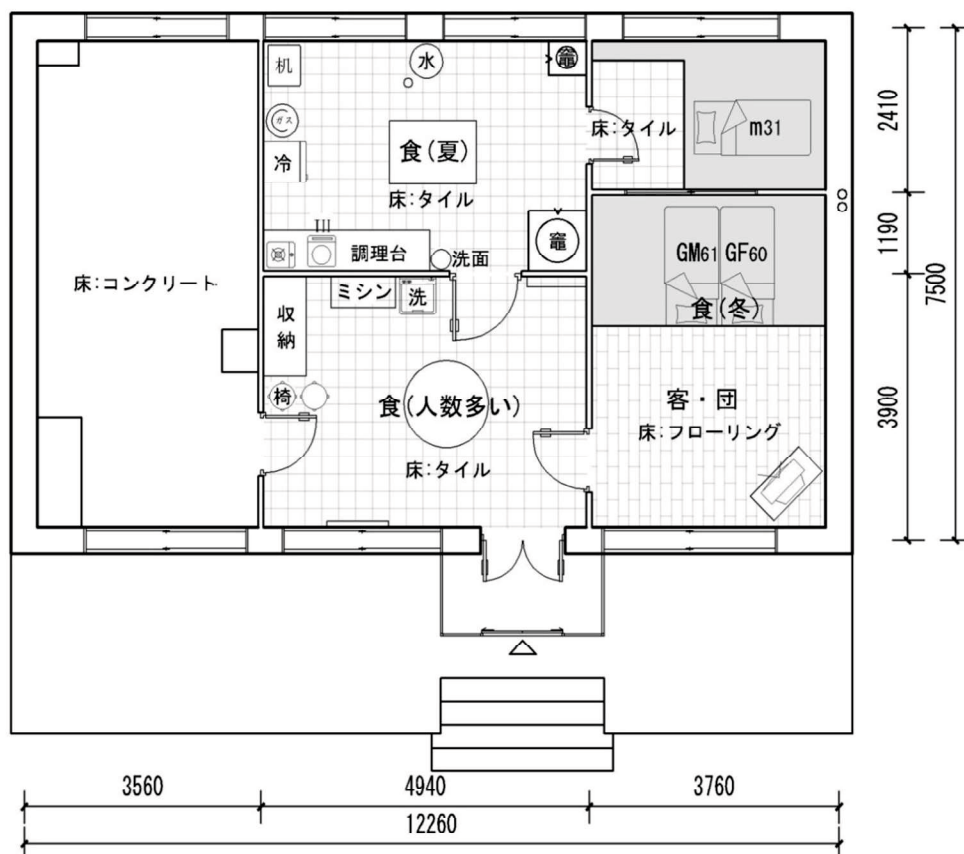 机
水
竈
ガス
冷
食(夏)
床:タイル
床:タイル
m31
調理台
洗面
竈
GM61
GF60
食(冬)
床:コンクリート
収納
ミシン
洗
椅
食(人数多い)
床:タイル
客・団
床:フローリング
2410
1190
3900
7500
3560
4940
3760
12260